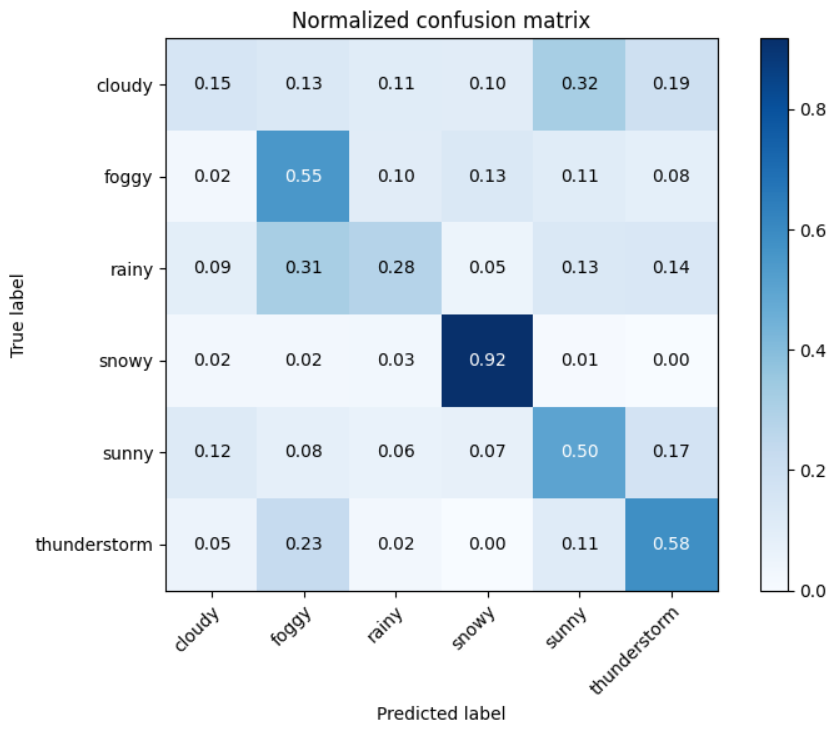 Normalized confusion matrix
cloudy 0.15 0.13 0.11 0.10 0.32 0.19
foggy 0.02 0.55 0.10 0.13 0.11 0.08
rainy 0.09 0.31 0.28 0.05 0.13 0.14
snowy 0.02 0.02 0.03 0.92 0.01 0.00
sunny 0.12 0.08 0.06 0.07 0.50 0.17
thunderstorm 0.05 0.23 0.02 0.00 0.11 0.58
True label
cloudy foggy rainy snowy sunny thunderstorm
Predicted label
0.8
0.6
0.4
0.2
0.0